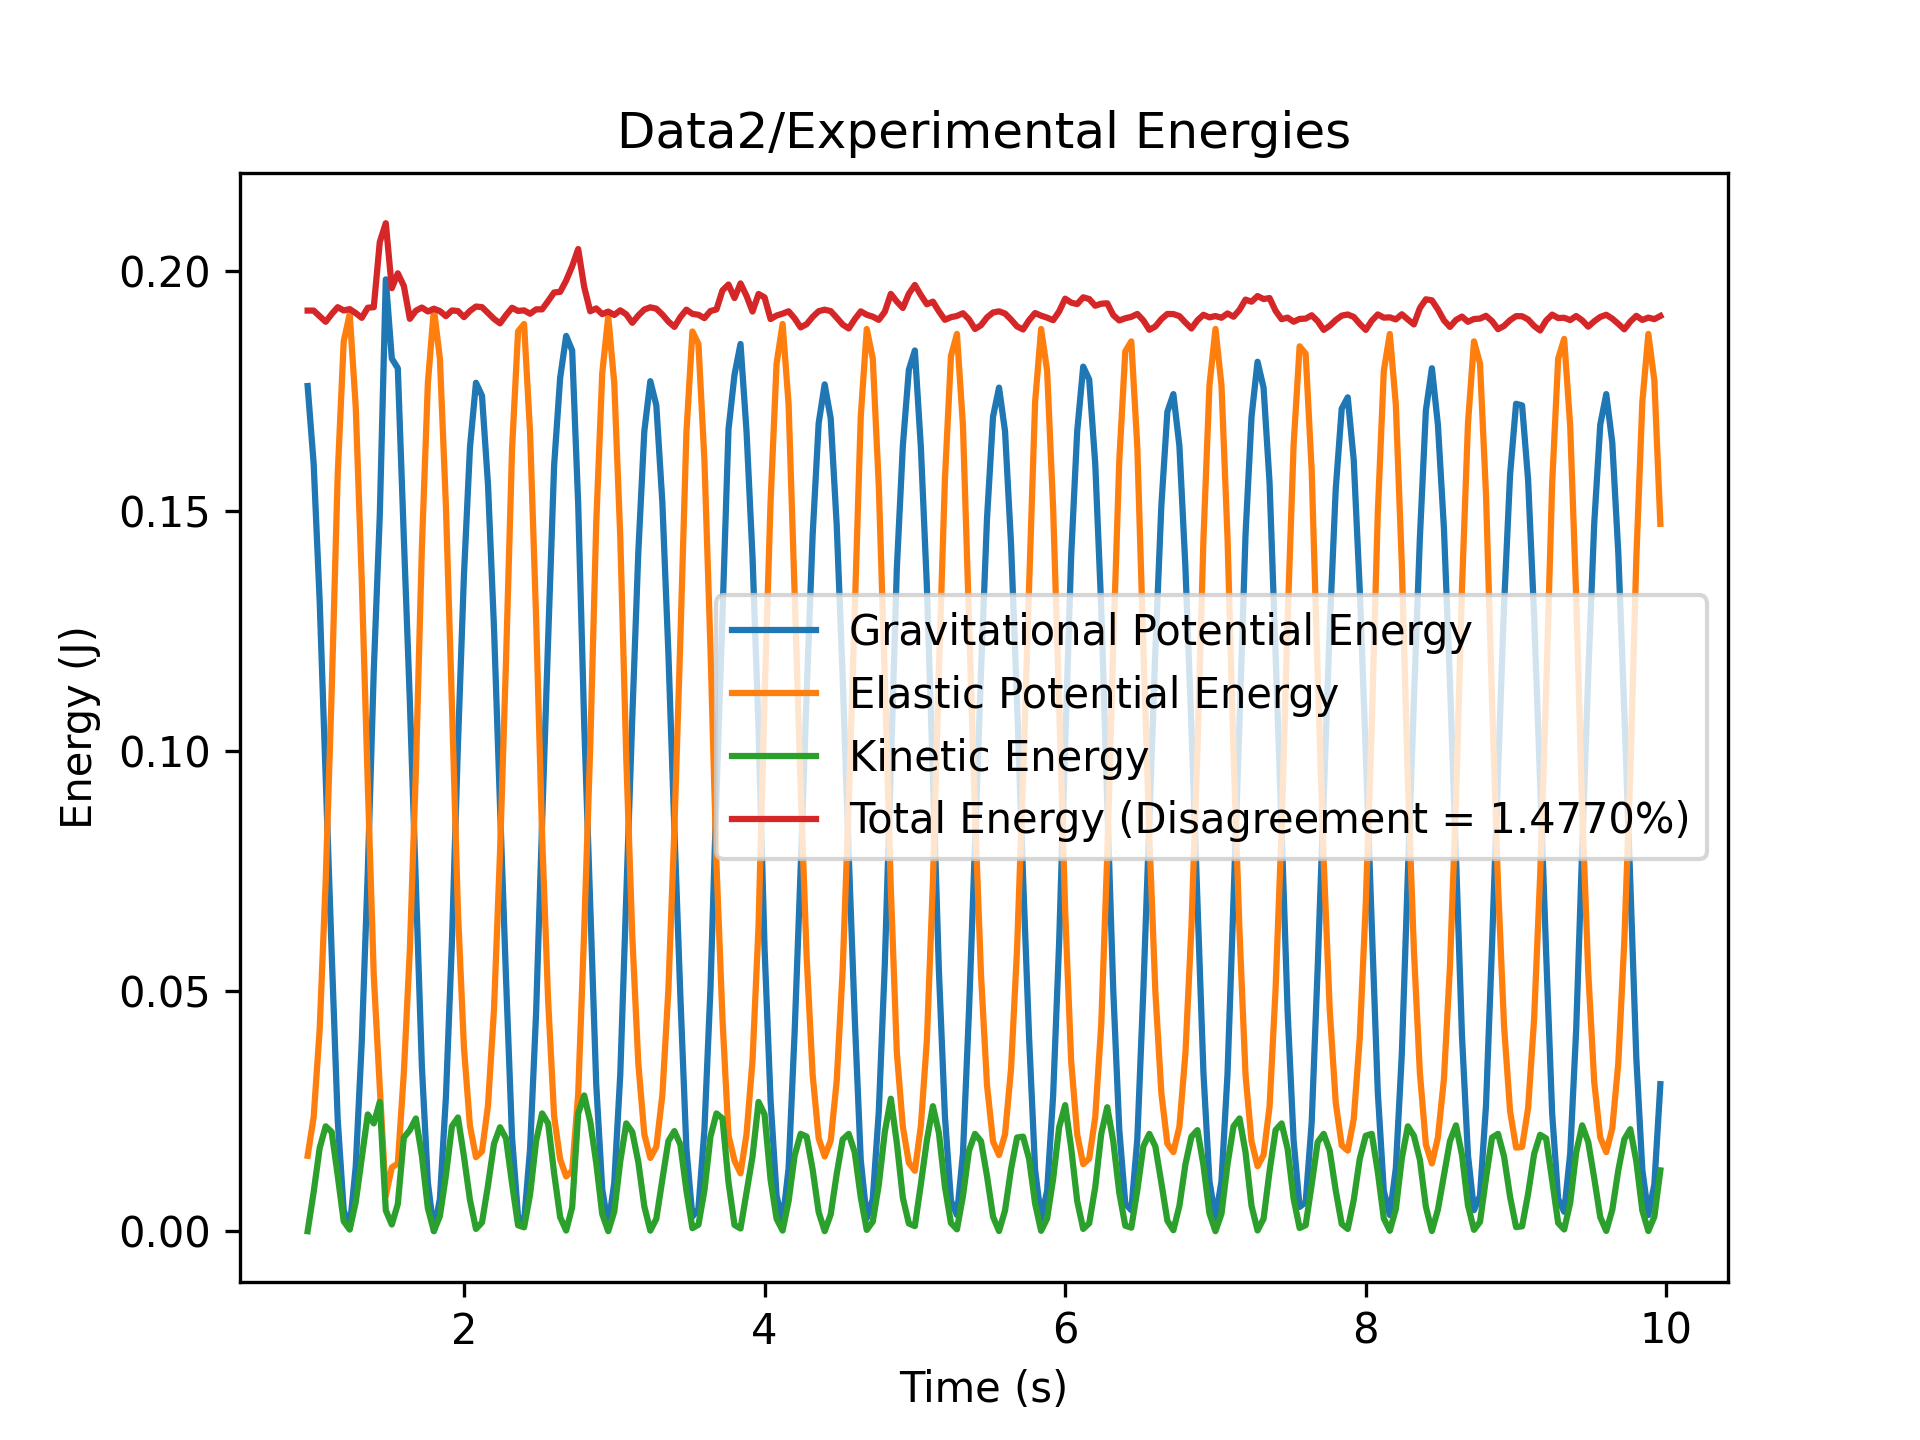 Data2/Experimental Energies
Energy (J)
0.20
0.15
0.10
0.05
0.00
Gravitational Potential Energy
Elastic Potential Energy
Kinetic Energy
Total Energy (Disagreement = 1.4770%)
2 4 6 8 10
Time (s)